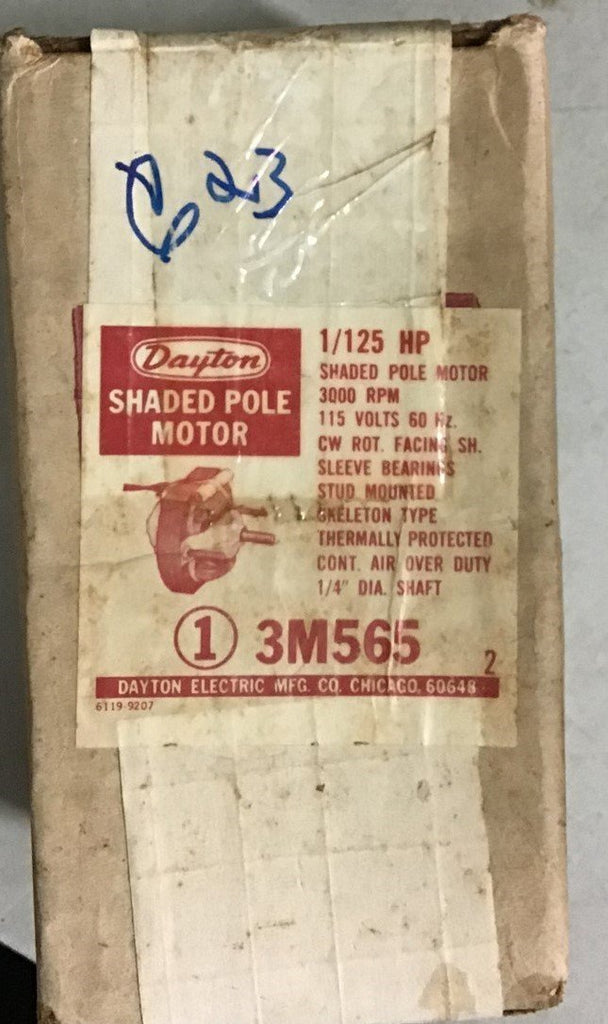 C 23
Dayton
SHADED POLE
MOTOR
1/125 HP
SHADED POLE MOTOR
3000 RPM
115 VOLTS 60 Hz.
CW ROT. FACING SH.
SLEEVE BEARINGS
STUD MOUNTED
SKELETON TYPE
THERMALLY PROTECTED
CONT. AIR OVER DUTY
1/4" DIA. SHAFT
1 3M565
2
DAYTON ELECTRIC MFG. CO. CHICAGO, 60648
6119-9207